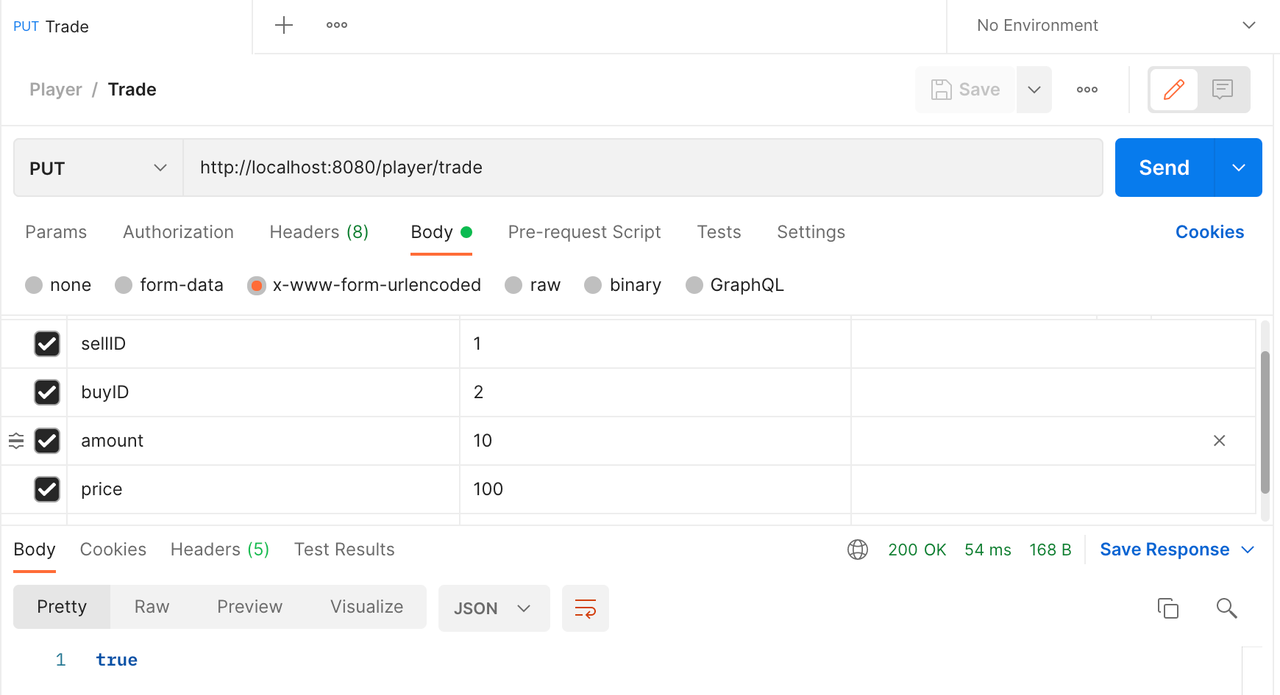 PUT Trade
No Environment
Player / Trade
Save
PUT
http://localhost:8080/player/trade
Send
Params Authorization Headers (8) Body Pre-request Script Tests Settings Cookies
none form-data x-www-form-urlencoded raw binary GraphQL
sellID 1
buyID 2
amount 10
price 100
Body Cookies Headers (5) Test Results 200 OK 54 ms 168 B Save Response
Pretty Raw Preview Visualize JSON
1 true